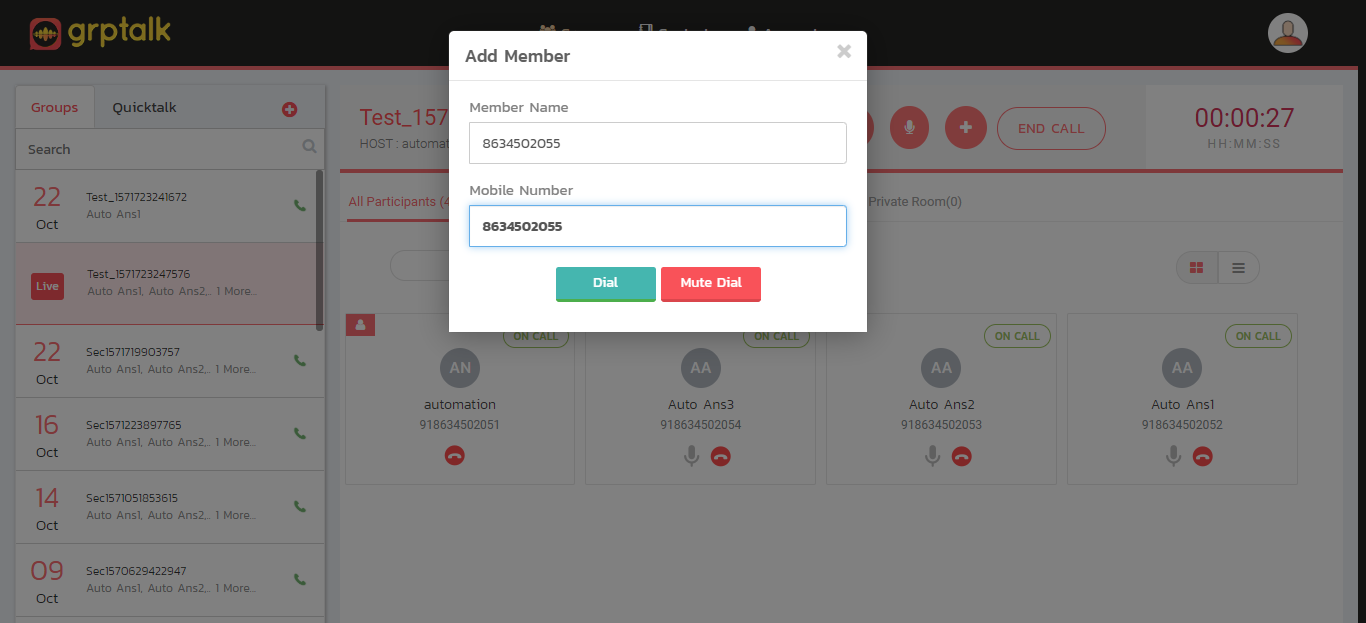 grptalk
Add Member
×
Member Name
8634502055
Mobile Number
8634502055
Dial
Mute Dial
Groups
Quicktalk
Search
22
Oct
Test_1571723241672
Auto Ans1
Live
Test_1571723247576
Auto Ans1, Auto Ans2,.. 1 More...
22
Oct
Sec1571719903757
Auto Ans1, Auto Ans2,.. 1 More...
16
Oct
Sec1571223897765
Auto Ans1, Auto Ans2,.. 1 More...
14
Oct
Sec1571051853615
Auto Ans1, Auto Ans2,.. 1 More...
09
Oct
Sec1570629422947
Auto Ans1, Auto Ans2,.. 1 More...
Test_157
HOST : automat
END CALL
00:00:27
HH:MM:SS
All Participants (4
Private Room(0)
ON CALL
AN
automation
918634502051
ON CALL
AA
Auto Ans3
918634502054
ON CALL
AA
Auto Ans2
918634502053
ON CALL
AA
Auto Ans1
918634502052